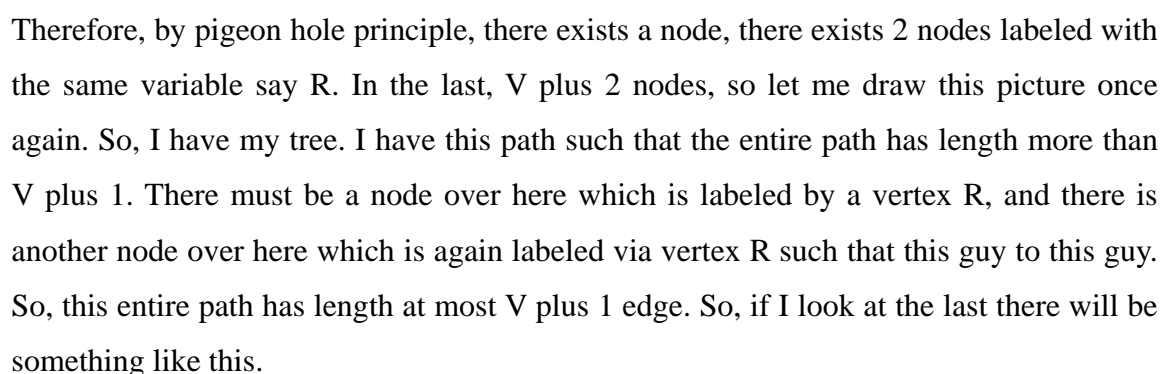 Therefore, by pigeon hole principle, there exists a node, there exists 2 nodes labeled with
the same variable say R. In the last, V plus 2 nodes, so let me draw this picture once
again. So, I have my tree. I have this path such that the entire path has length more than
V plus 1. There must be a node over here which is labeled by a vertex R, and there is
another node over here which is again labeled via vertex R such that this guy to this guy.
So, this entire path has length at most V plus 1 edge. So, if I look at the last there will be
something like this.